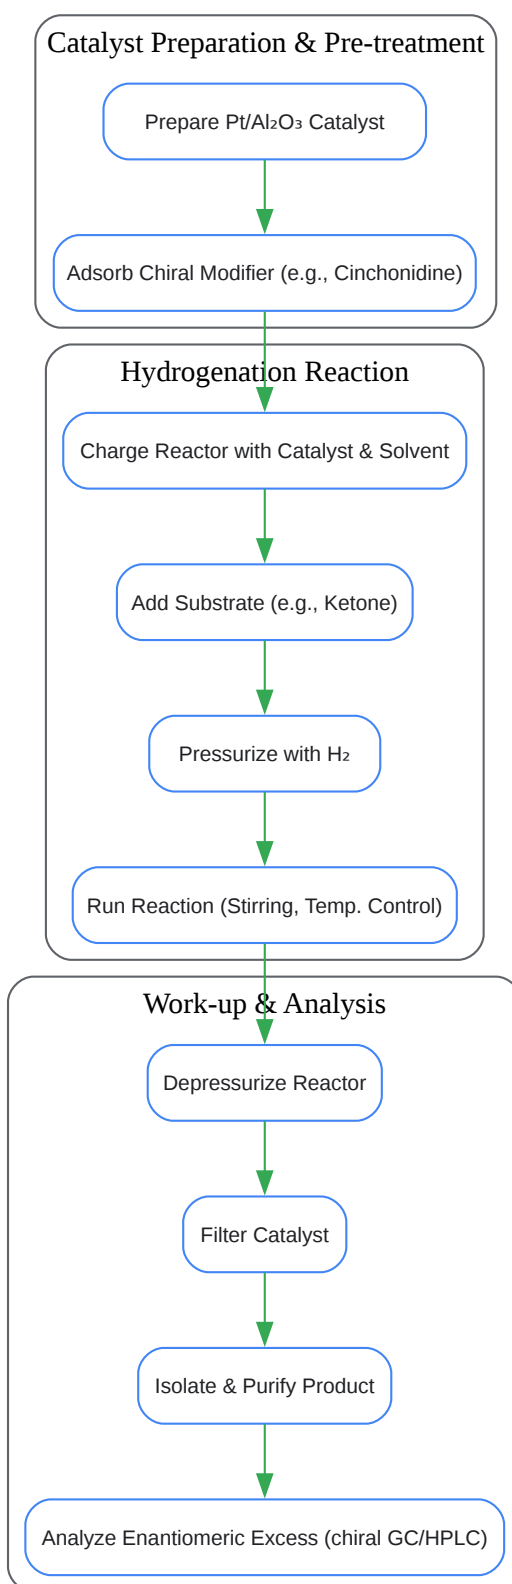 Catalyst Preparation & Pre-treatment
Prepare Pt/Al₂O₃ Catalyst
Adsorb Chiral Modifier (e.g., Cinchonidine)
Hydrogenation Reaction
Charge Reactor with Catalyst & Solvent
Add Substrate (e.g., Ketone)
Pressurize with H₂
Run Reaction (Stirring, Temp. Control)
Work-up & Analysis
Depressurize Reactor
Filter Catalyst
Isolate & Purify Product
Analyze Enantiomeric Excess (chiral GC/HPLC)